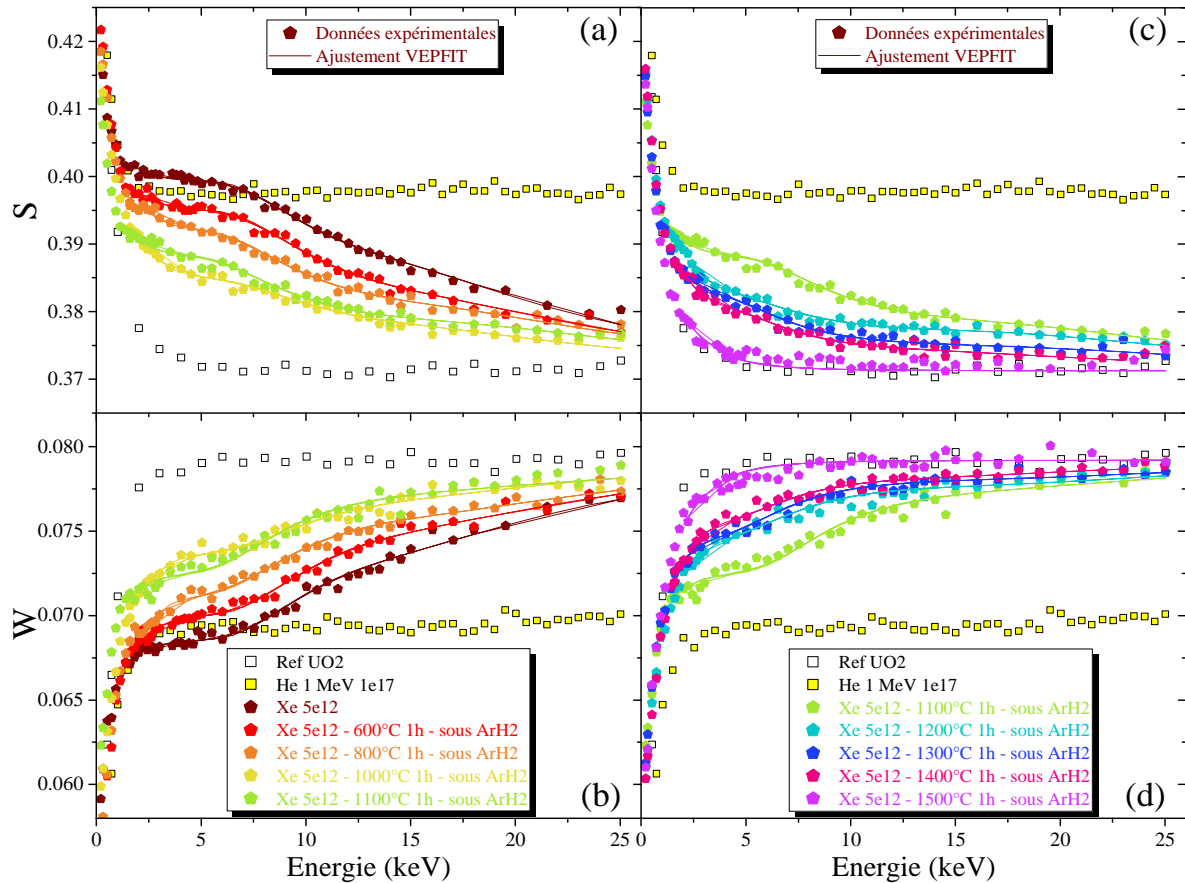 (a)
Données expérimentales
Ajustement VEPFIT
(c)
Données expérimentales
Ajustement VEPFIT
S
0.42
0.41
0.40
0.39
0.38
0.37
W
0.080
0.075
0.070
0.065
0.060
Ref UO2
He 1 MeV 1e17
Xe 5e12
Xe 5e12 - 600°C 1h - sous ArH2
Xe 5e12 - 800°C 1h - sous ArH2
Xe 5e12 - 1000°C 1h - sous ArH2
Xe 5e12 - 1100°C 1h - sous ArH2
(b)
Ref UO2
He 1 MeV 1e17
Xe 5e12 - 1100°C 1h - sous ArH2
Xe 5e12 - 1200°C 1h - sous ArH2
Xe 5e12 - 1300°C 1h - sous ArH2
Xe 5e12 - 1400°C 1h - sous ArH2
Xe 5e12 - 1500°C 1h - sous ArH2
(d)
0 5 10 15 20 25
0 5 10 15 20 25
Energie (keV)
Energie (keV)